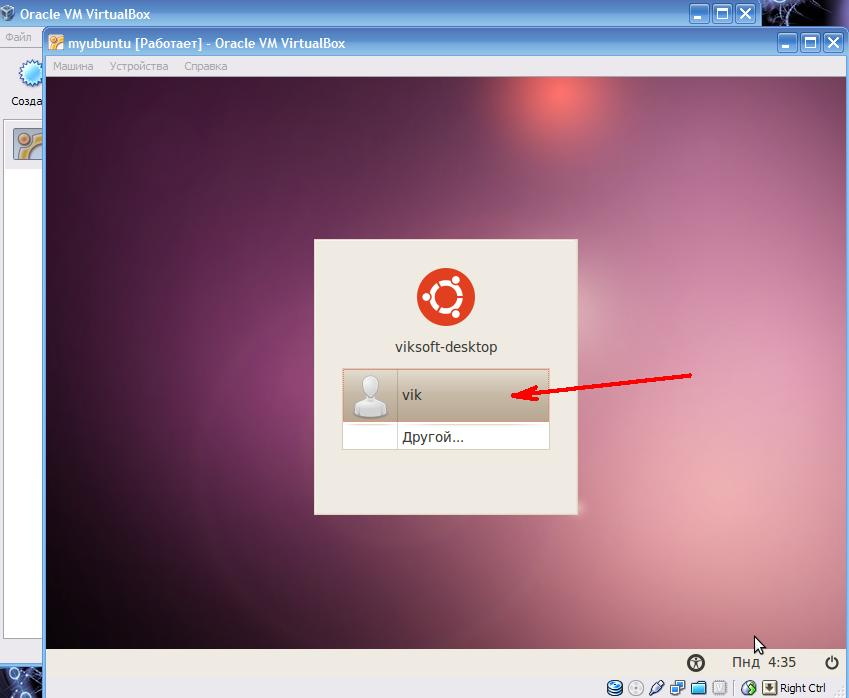 Oracle VM VirtualBox
Файл
myubuntu [Работает] - Oracle VM VirtualBox
Машина Устройства Справка
Созда
viksoft-desktop
vik
Другой...
Пнд 4:35
Right Ctrl